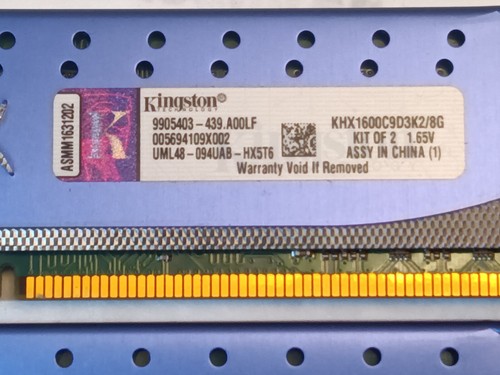 ASMM1631202
Kingston
TECHNOLOGY
9905403-439.A00LF
005694109X002
UML48-094UAB-HX5T6
KHX1600C9D3K2/8G
KIT OF 2 1.65V
ASSY IN CHINA (1)
Warranty Void If Removed